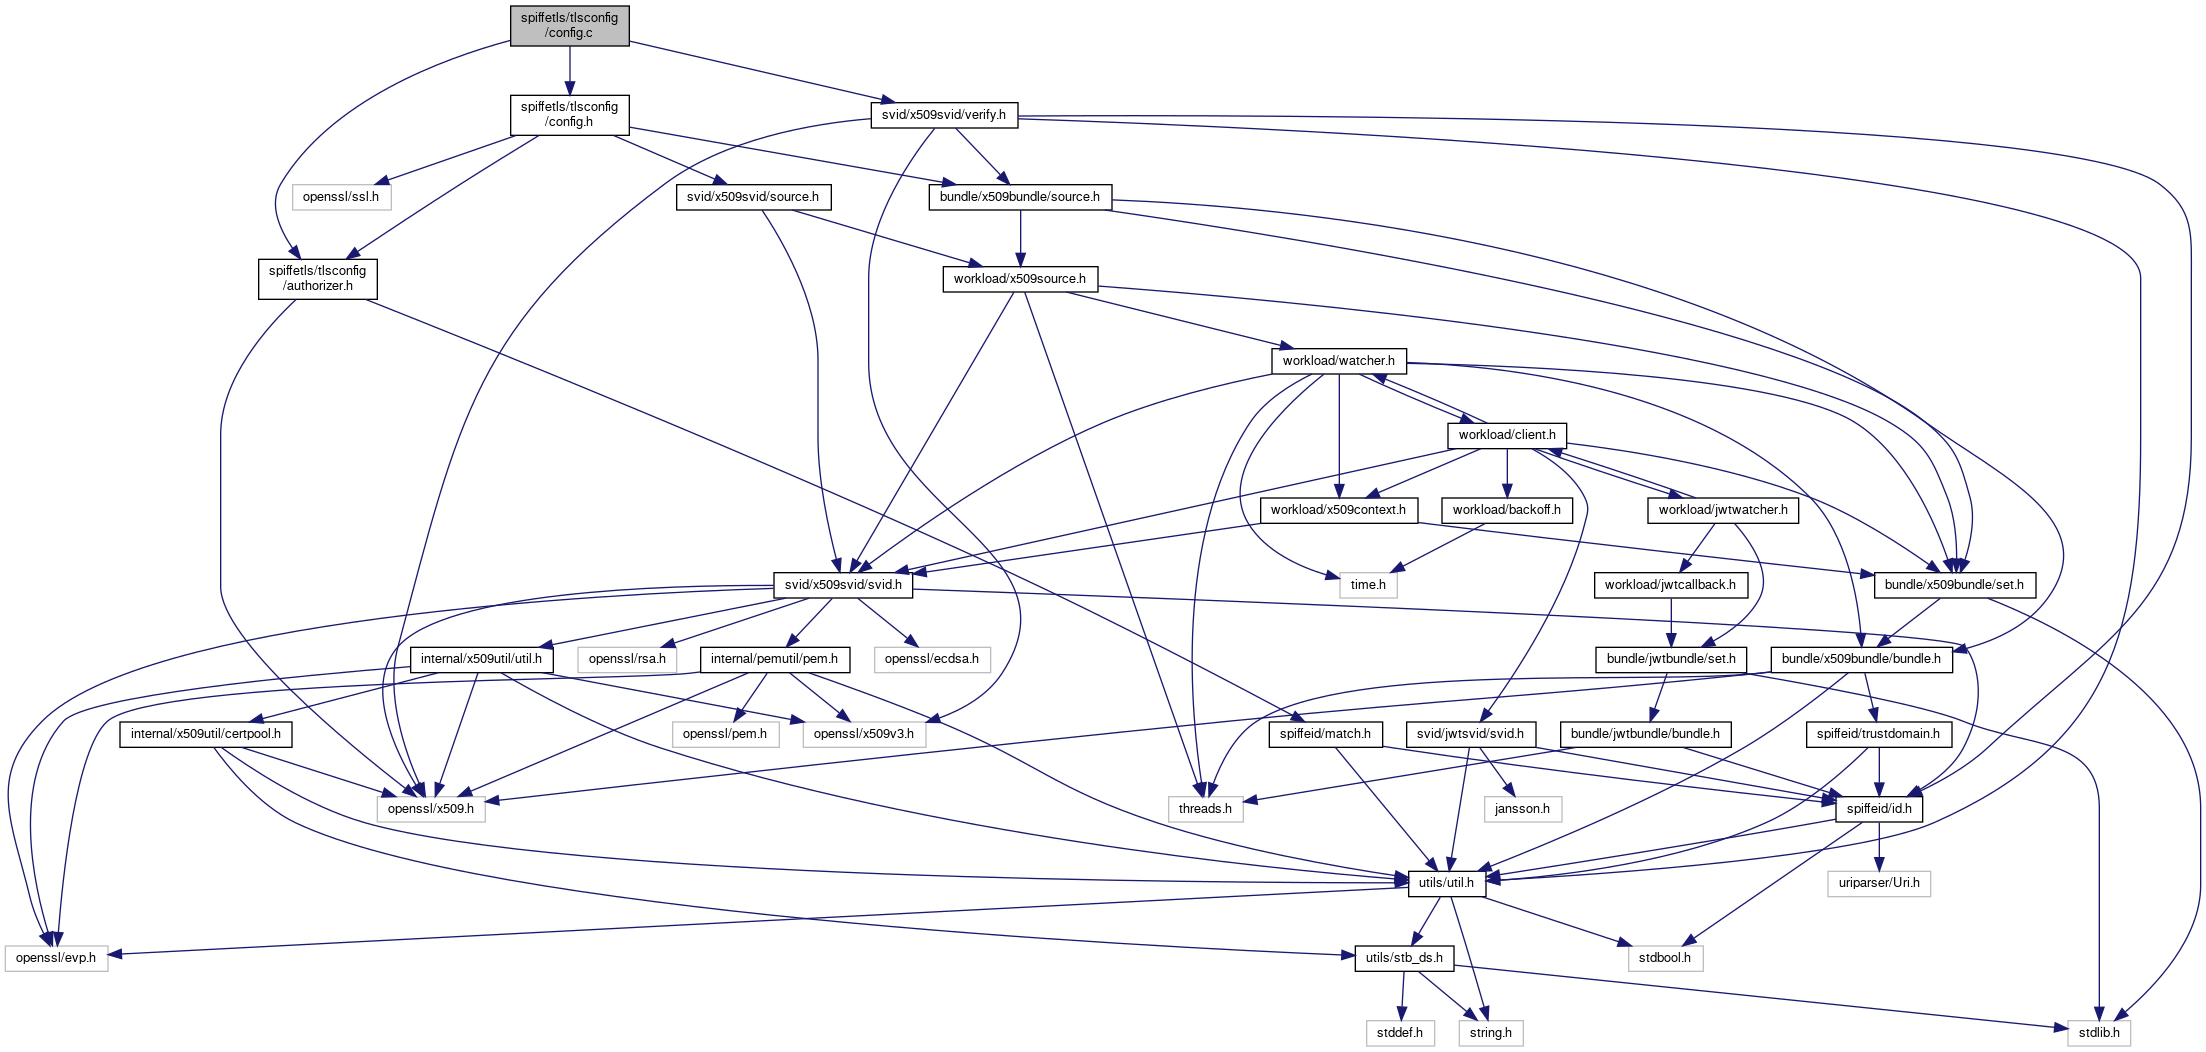 spiffetls/tlsconfig
/config.c
spiffetls/tlsconfig
/config.h
svid/x509svid/verify.h
openssl/ssl.h
svid/x509svid/source.h
bundle/x509bundle/source.h
spiffetls/tlsconfig
/authorizer.h
workload/x509source.h
workload/watcher.h
workload/client.h
workload/x509context.h
workload/backoff.h
workload/jwtwatcher.h
svid/x509svid/svid.h
time.h
workload/jwtcallback.h
bundle/x509bundle/set.h
internal/x509util/util.h
openssl/rsa.h
internal/pemutil/pem.h
openssl/ecdsa.h
bundle/jwtbundle/set.h
bundle/x509bundle/bundle.h
internal/x509util/certpool.h
openssl/pem.h
openssl/x509v3.h
spiffeid/match.h
svid/jwtsvid/svid.h
bundle/jwtbundle/bundle.h
spiffeid/trustdomain.h
openssl/x509.h
threads.h
jansson.h
spiffeid/id.h
utils/util.h
uriparser/Uri.h
openssl/evp.h
utils/stb_ds.h
stdbool.h
stddef.h
string.h
stdlib.h